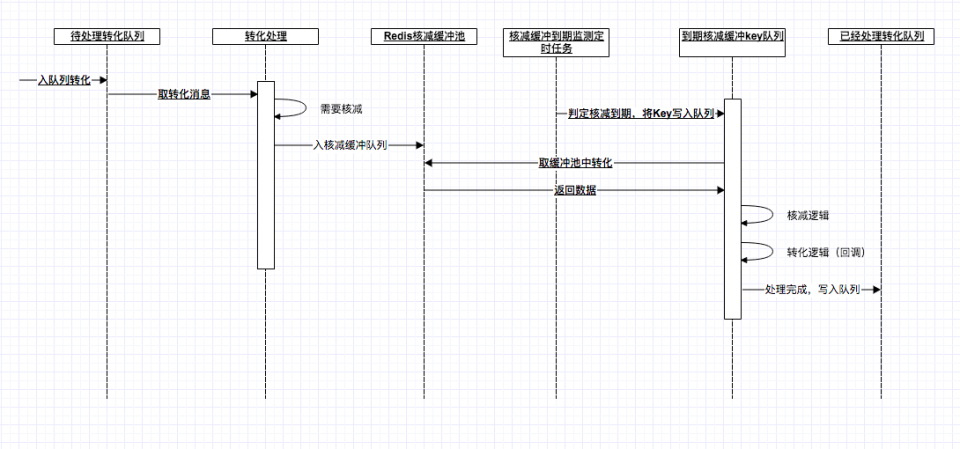 待处理转化队列
转化处理
Redis核减缓冲池
核减缓冲到期监测定
时任务
到期核减缓冲key队列
已经处理转化队列
入队列转化
取转化消息
需要核减
判定核减到期，将Key写入队列
入核减缓冲队列
取缓冲池中转化
返回数据
核减逻辑
转化逻辑（回调）
处理完成，写入队列